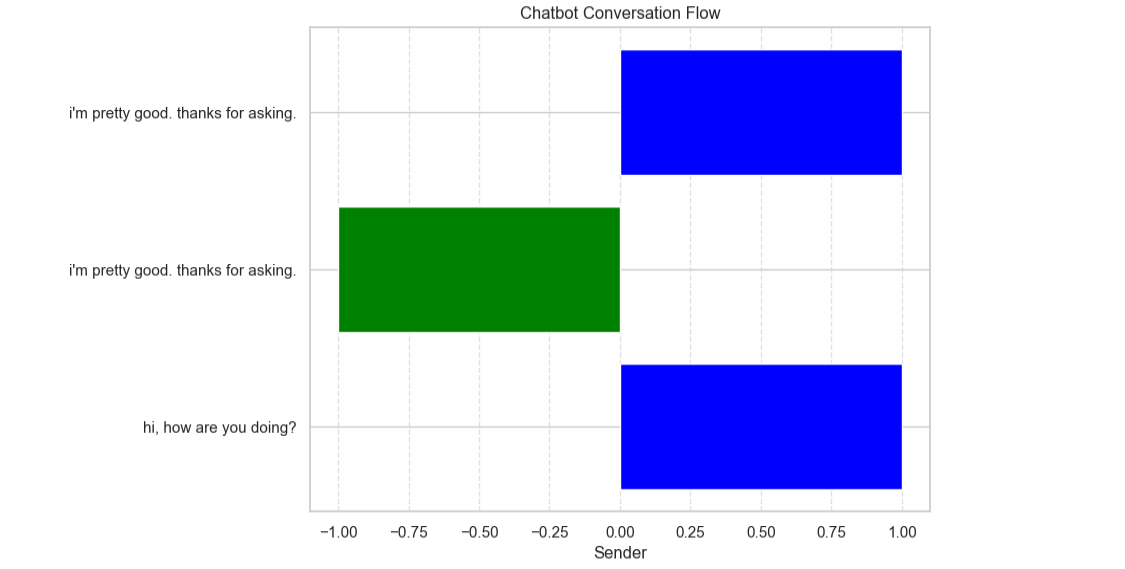 Chatbot Conversation Flow
i'm pretty good. thanks for asking.
i'm pretty good. thanks for asking.
hi, how are you doing?
−1.00 −0.75 −0.50 −0.25 0.00 0.25 0.50 0.75 1.00
Sender